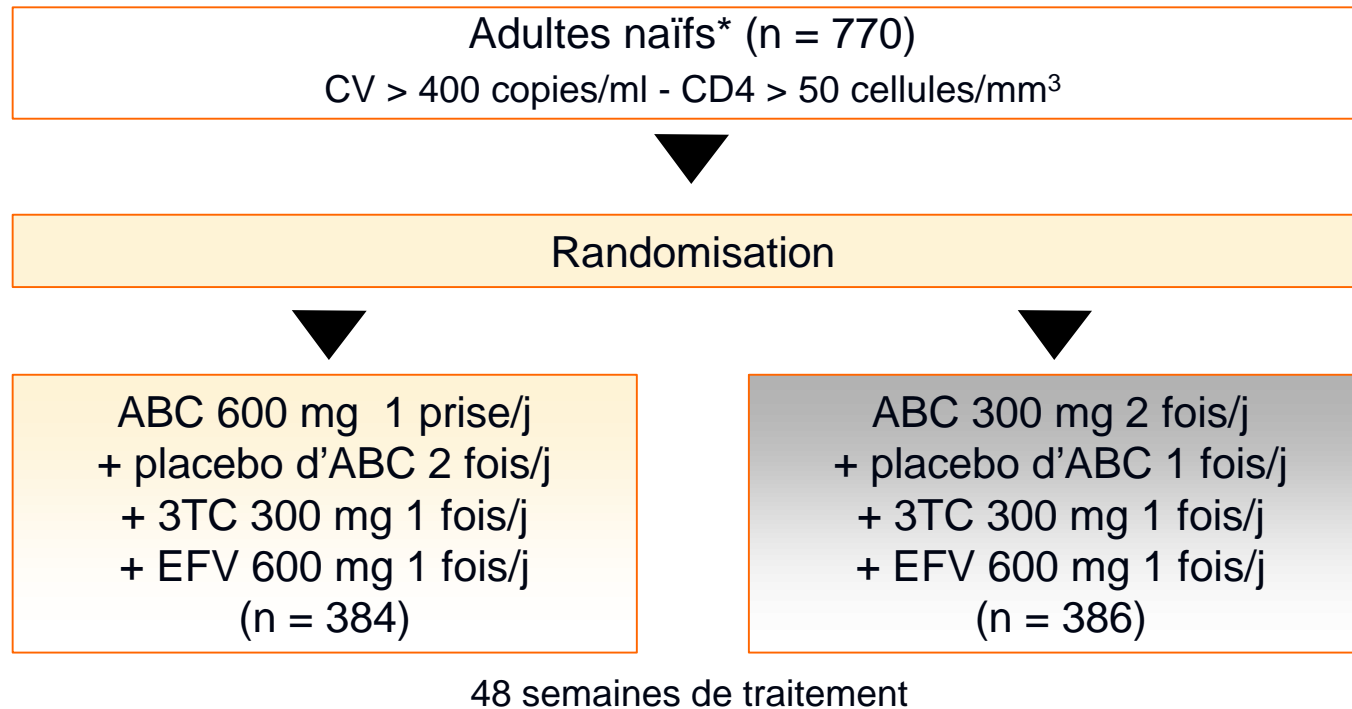 Adultes naïfs* (n = 770)
CV > 400 copies/ml - CD4 > 50 cellules/mm³
Randomisation
ABC 600 mg 1 prise/j
+ placebo d’ABC 2 fois/j
+ 3TC 300 mg 1 fois/j
+ EFV 600 mg 1 fois/j
(n = 384)
ABC 300 mg 2 fois/j
+ placebo d’ABC 1 fois/j
+ 3TC 300 mg 1 fois/j
+ EFV 600 mg 1 fois/j
(n = 386)
48 semaines de traitement